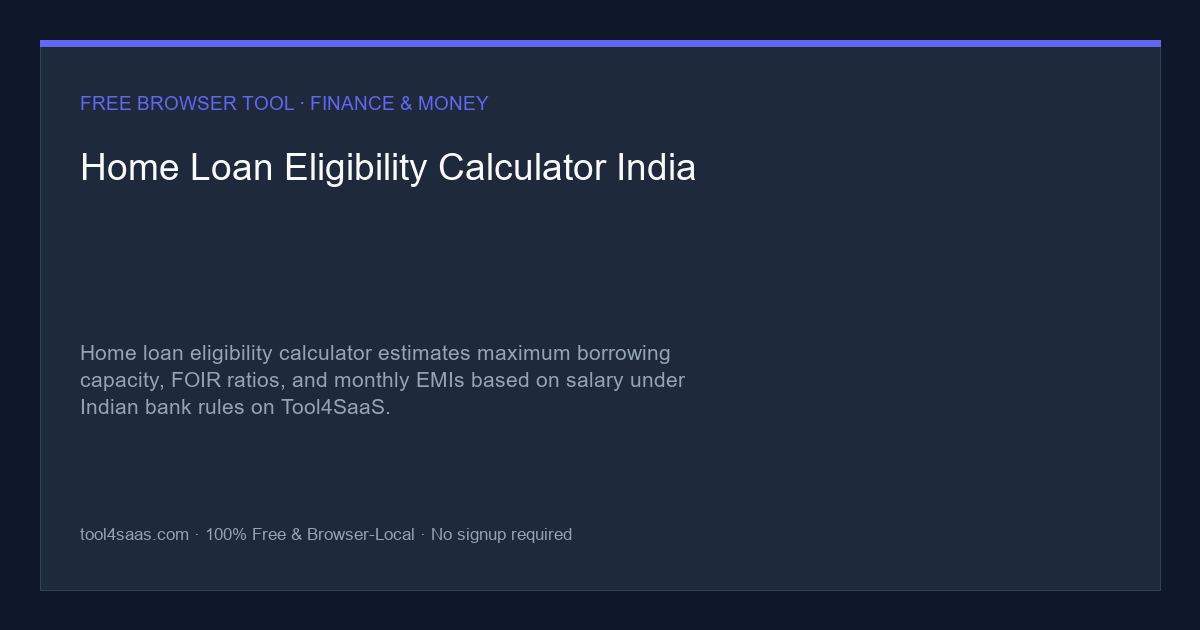 FREE BROWSER TOOL · FINANCE & MONEY
Home Loan Eligibility Calculator India
Home loan eligibility calculator estimates maximum borrowing
capacity, FOIR ratios, and monthly EMIs based on salary under
Indian bank rules on Tool4SaaS.
tool4saas.com · 100% Free & Browser-Local · No signup required